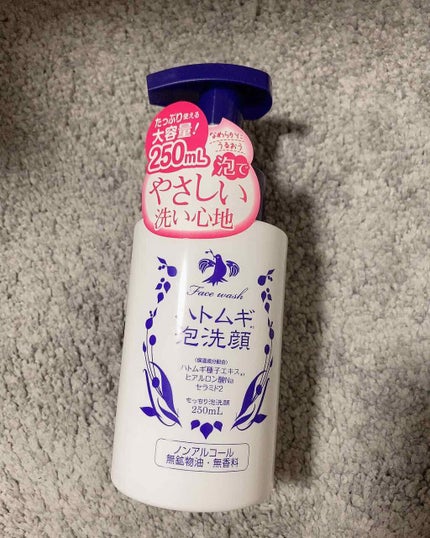 たっぷり使える
大容量!
250mL
なめらかに
うるおう
泡で
やさしい
洗い心地
Face wash
ハトムギ
泡洗顔
〈保湿成分配合〉
ハトムギ種子エキス
ヒアルロン酸Na
セラミド2
もっちり泡洗顔
250mL
ノンアルコール
無鉱物油・無香料